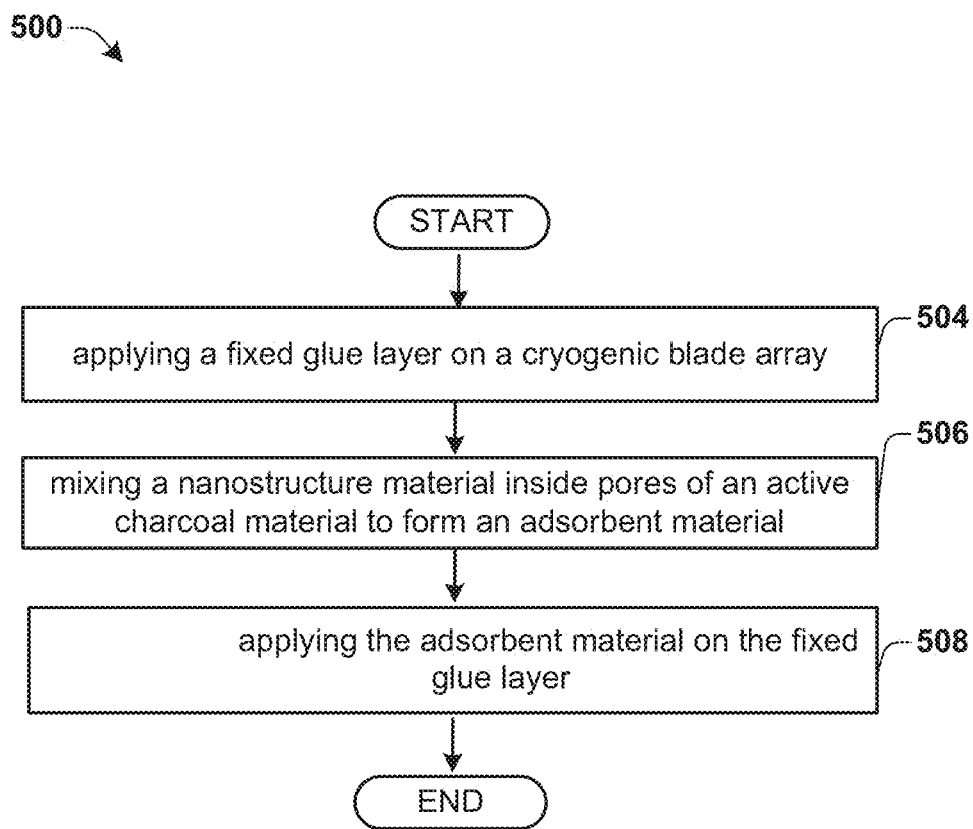 500
START
applying a fixed glue layer on a cryogenic blade array
504
mixing a nanostructure material inside pores of an active
charcoal material to form an adsorbent material
506
applying the adsorbent material on the fixed
glue layer
508
END